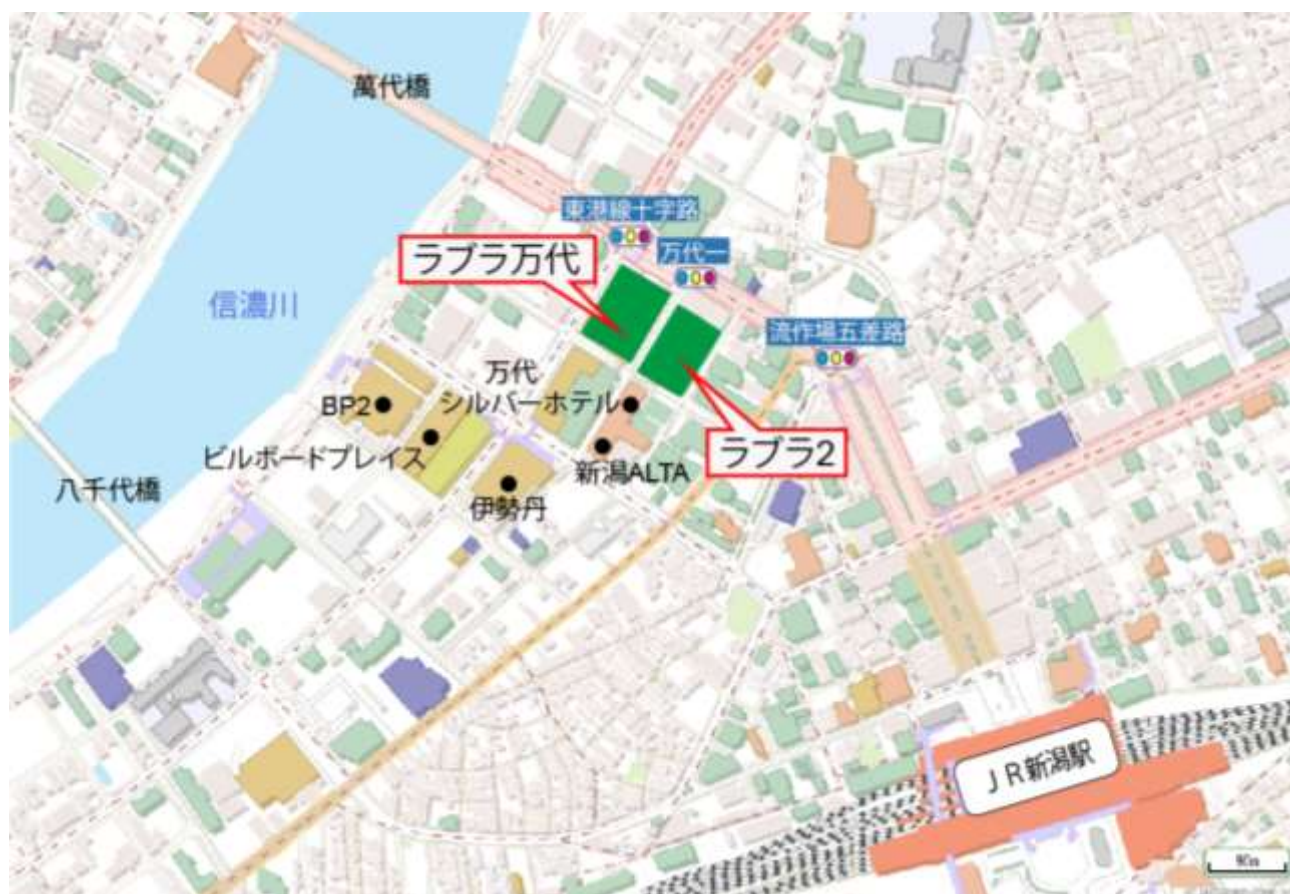 萬代橋
東港線十字路
万代一
ラブラ万代
信濃川
流作場五差路
万代
シルバーホテル
BP2
ビルボードプレイス
新潟ALTA
ラブラ2
八千代橋
伊勢丹
JR新潟駅